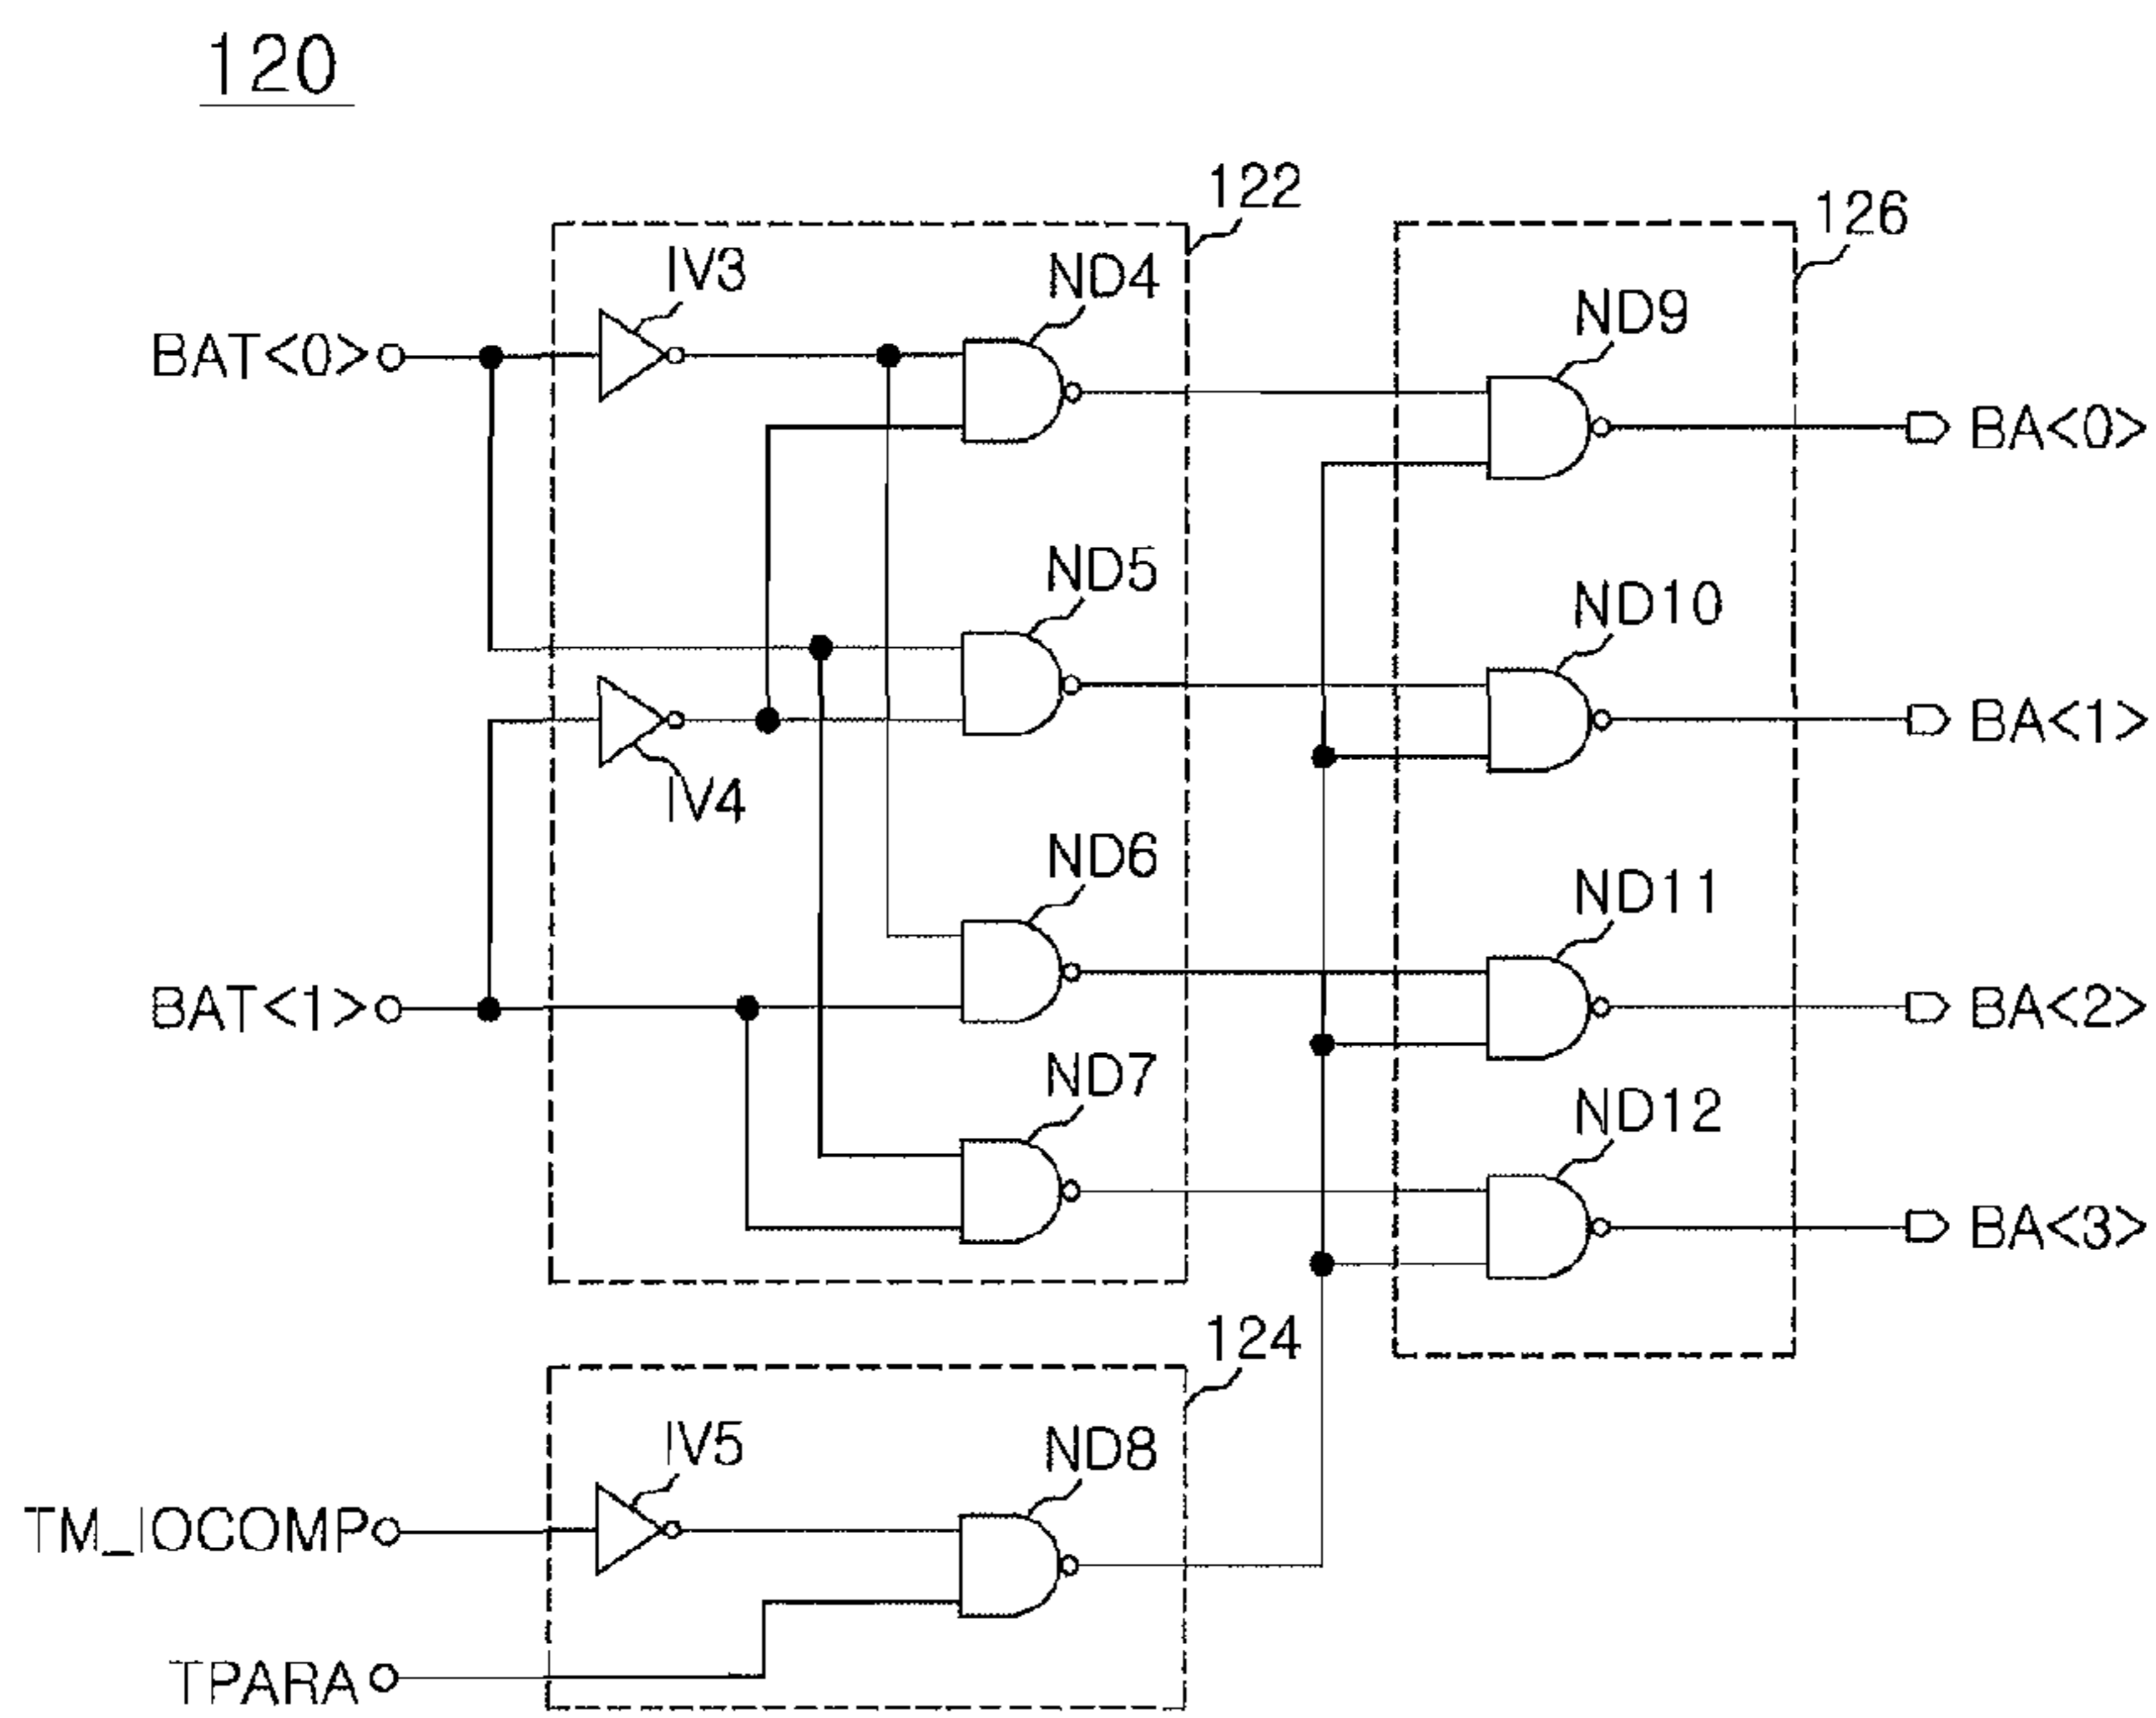 120
122
126
IV3
ND4
ND9
BAT<0>
BA<0>
ND5
ND10
BA<1>
IV4
ND6
ND11
BAT<1>
BA<2>
ND7
ND12
BA<3>
124
IV5
ND8
TM_IOCOMP
TPARA